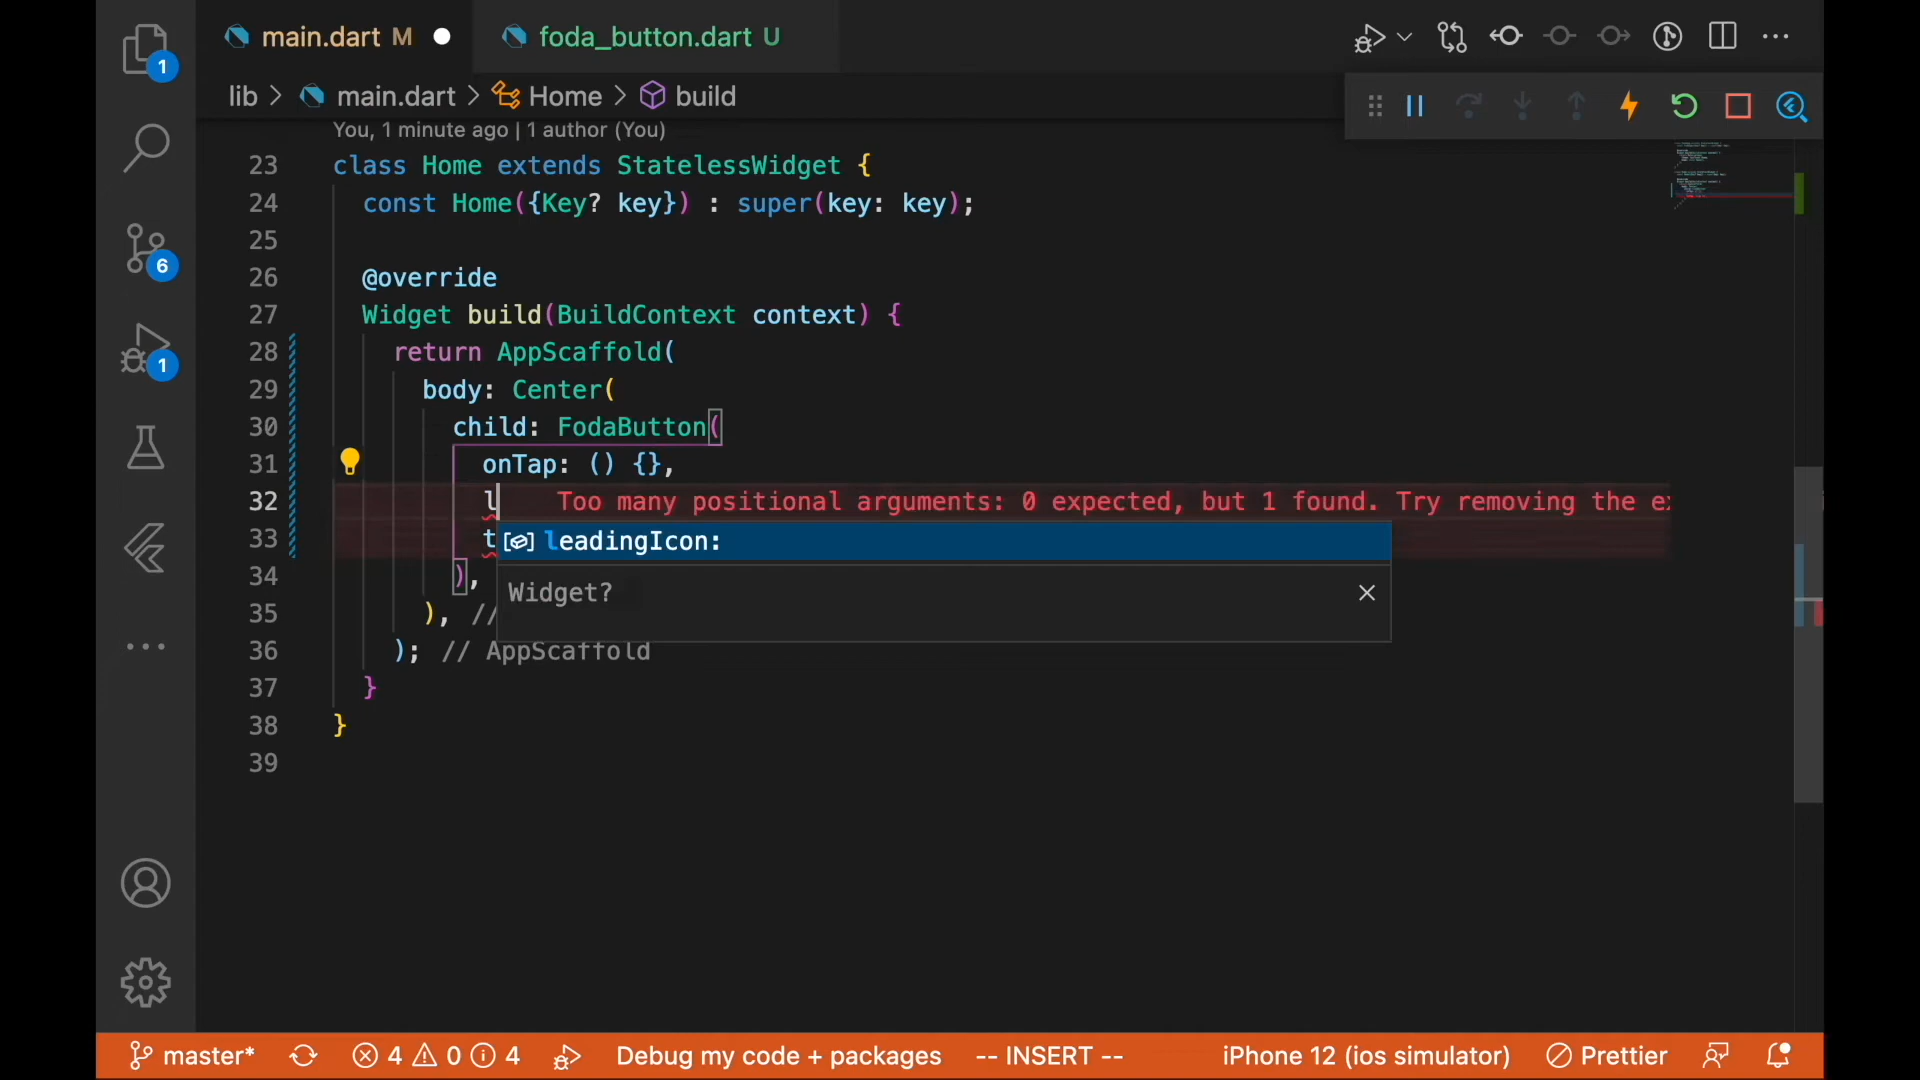 main.dart M
foda_button.dart U
1
lib > main.dart > Home > build
You, 1 minute ago | 1 author (You)
23 class Home extends StatelessWidget {
24 const Home({Key? key}) : super(key: key);
25
26 @override
27 Widget build(BuildContext context) {
28 return AppScaffold(
29 body: Center(
30 child: FodaButton(
31 onTap: () {},
32 l Too many positional arguments: 0 expected, but 1 found. Try removing the ex
33 t
leadingIcon:
34 ),
Widget?
35 ), //
36 ); // AppScaffold
37 }
38 }
39
6
1
master* 4 0 4 Debug my code + packages -- INSERT -- iPhone 12 (ios simulator) Prettier